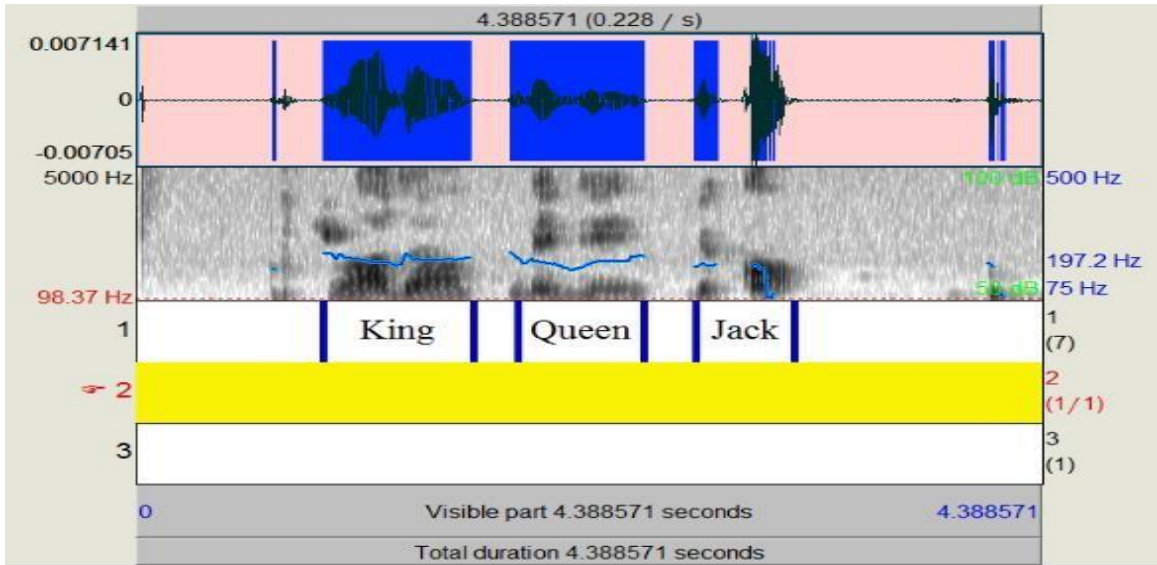 4.388571 (0.228 / s)
0.007141
0
-0.00705
5000 Hz 100 dB 500 Hz
197.2 Hz
98.37 Hz 50 dB 75 Hz
1 King Queen Jack 1
(7)
☞ 2 2
(1/1)
3 3
(1)
0 Visible part 4.388571 seconds 4.388571
Total duration 4.388571 seconds